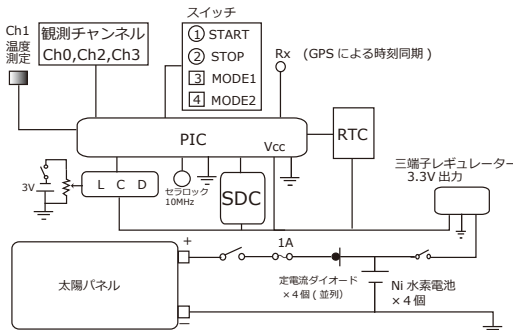 Ch1
温度
測定
観測チャンネル
Ch0,Ch2,Ch3
スイッチ
① START
② STOP
3 MODE1
4 MODE2
Rx (GPS による時刻同期 )
PIC
Vcc
RTC
三端子レギュレーター
3.3V 出力
3V
L C D
セラロック
10MHz
SDC
+
1A
太陽パネル
定電流ダイオード
×４個 ( 並列）
Ni 水素電池
×４個
−